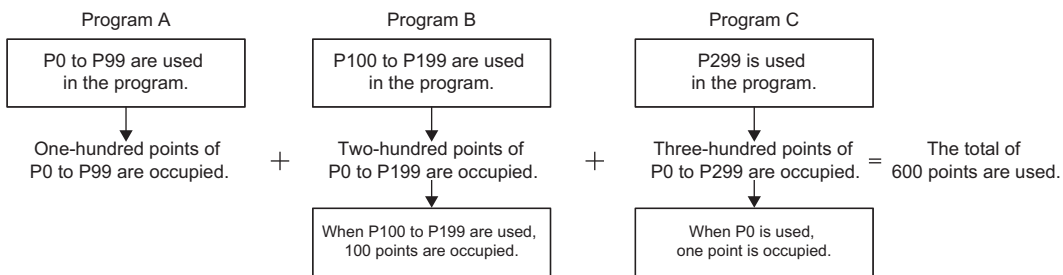 Program A
Program B
Program C
P0 to P99 are used
in the program.
P100 to P199 are used
in the program.
P299 is used
in the program.
One-hundred points of
P0 to P99 are occupied.
+
Two-hundred points of
P0 to P199 are occupied.
+
Three-hundred points of
P0 to P299 are occupied.
=
The total of
600 points are used.
When P100 to P199 are used,
100 points are occupied.
When P0 is used,
one point is occupied.